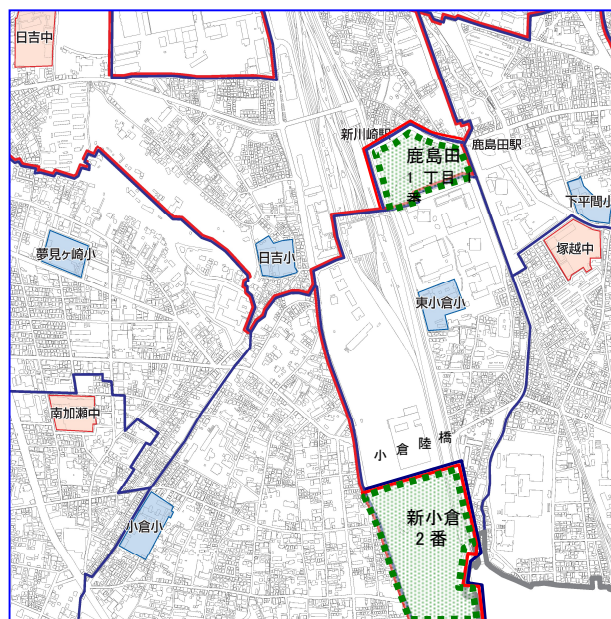 日吉中
新川崎駅
鹿島田
1 丁目 1
番
鹿島田駅
下平間小
夢見ヶ崎小
日吉小
塚越中
東小倉小
南加瀬中
小倉陸橋
新小倉
2番
小倉小